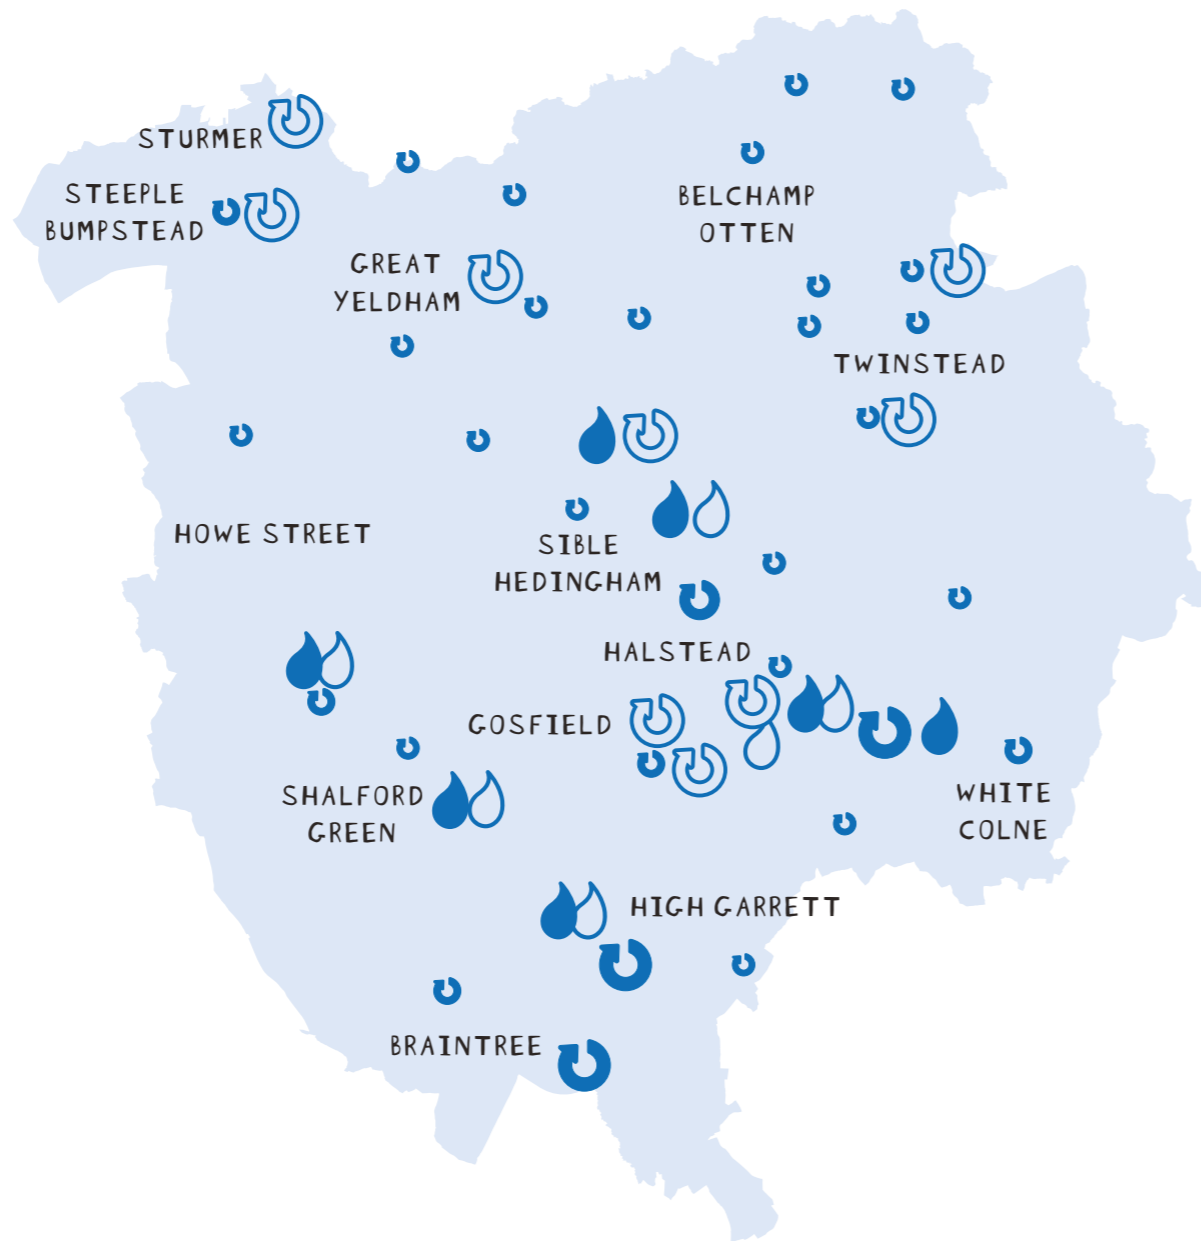 STURMER
STEEPLE
BUMPSTEAD
BELCHAMP
OTTEN
GREAT
YELDHAM
TWINSTEAD
HOWE STREET
SIBLE
HEDINGHAM
HALSTEAD
GOSFIELD
SHALFORD
GREEN
WHITE
COLNE
HIGH GARRETT
BRAINTREE